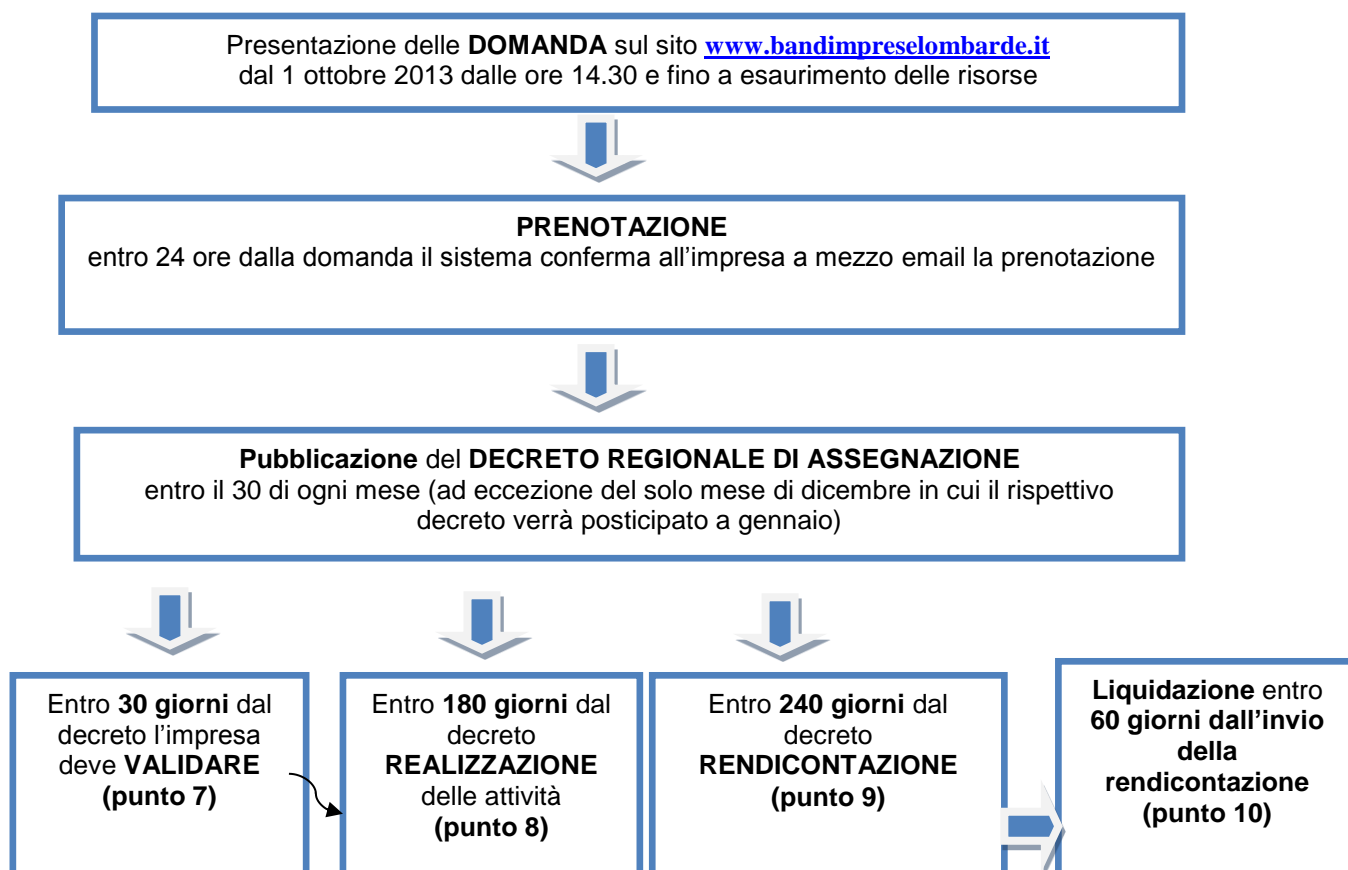 Presentazione delle DOMANDA sul sito www.bandimpreselombarde.it
dal 1 ottobre 2013 dalle ore 14.30 e fino a esaurimento delle risorse
PRENOTAZIONE
entro 24 ore dalla domanda il sistema conferma all’impresa a mezzo email la prenotazione
Pubblicazione del DECRETO REGIONALE DI ASSEGNAZIONE
entro il 30 di ogni mese (ad eccezione del solo mese di dicembre in cui il rispettivo
decreto verrà posticipato a gennaio)
Entro 30 giorni dal
decreto l’impresa
deve VALIDARE
(punto 7)
Entro 180 giorni dal
decreto
REALIZZAZIONE
delle attività
(punto 8)
Entro 240 giorni dal
decreto
RENDICONTAZIONE
(punto 9)
Liquidazione entro
60 giorni dall’invio
della
rendicontazione
(punto 10)